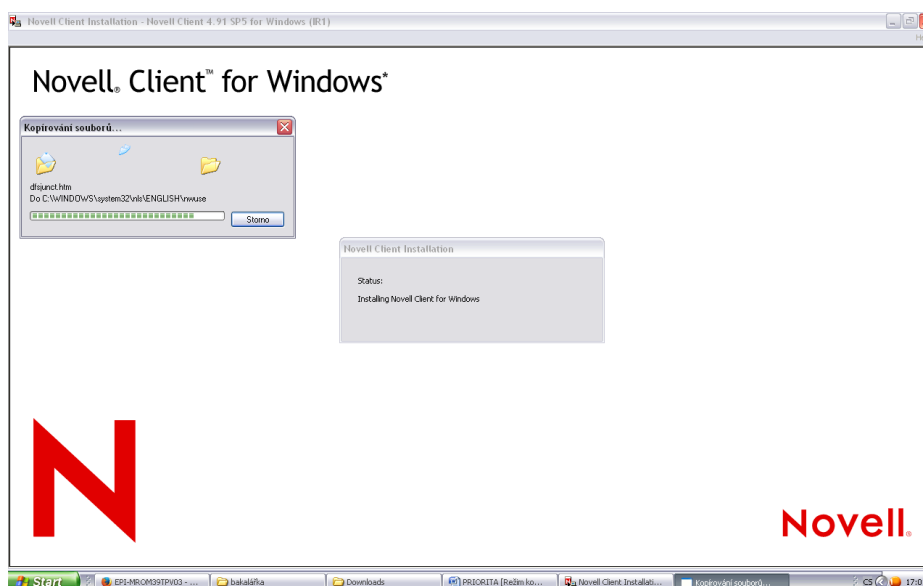 Novell Client Installation - Novell Client 4.91 SP5 for Windows (IR1)
Novell® Client™ for Windows*
Kopírování souborů...
dfsjunct.htm
Do C:\WINDOWS\system32\nls\ENGLISH\nwuse
Storno
Novell Client Installation
Status:
Installing Novell Client for Windows
N
Novell®
Start
EPI-MROM39TPV03 - ...
bakalářka
Downloads
PRIORITA [Režim ko...
Novell Client Installati...
Kopírování souborů...
CS